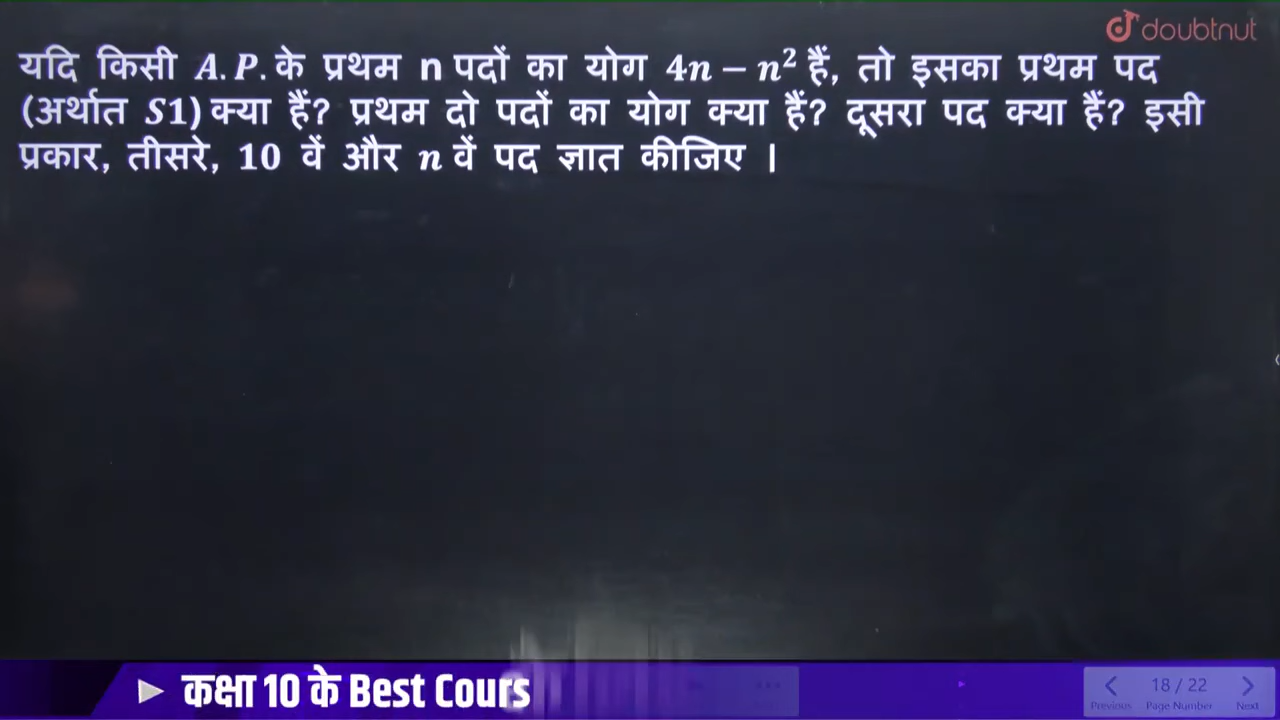 doubtnut
यदि किसी A.P. के प्रथम n पदों का योग 4n − n² हैं, तो इसका प्रथम पद
(अर्थात S1) क्या हैं? प्रथम दो पदों का योग क्या हैं? दूसरा पद क्या हैं? इसी
प्रकार, तीसरे, 10 वें और n वें पद ज्ञात कीजिए |
कक्षा 10 के Best Cours
18 / 22
Previous Page Number Next